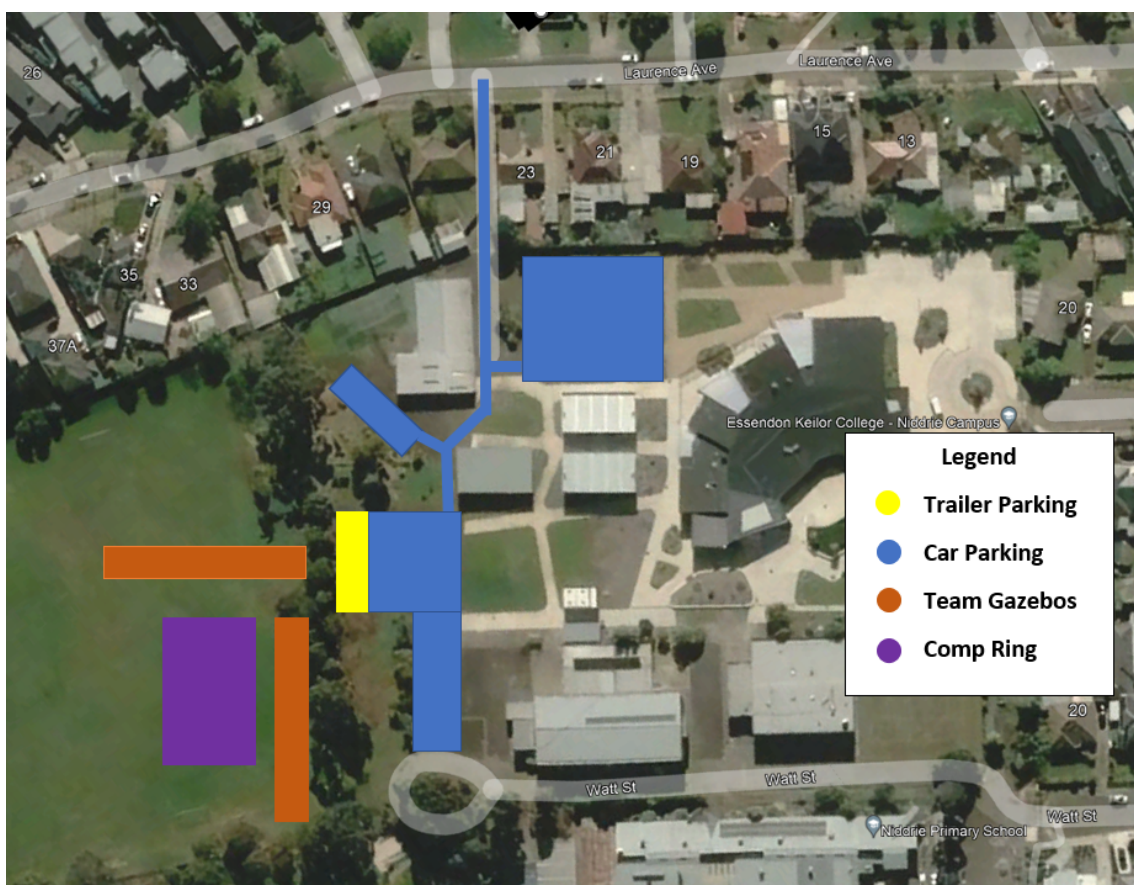 26
Laurence Ave
Laurence Ave
15
13
21
19
23
29
35
33
37A
20
Essendon Keilor College - Niddrie Campus
Legend
Trailer Parking
Car Parking
Team Gazebos
Comp Ring
20
Watt St
Watt St
Watt St
Niddrie Primary School